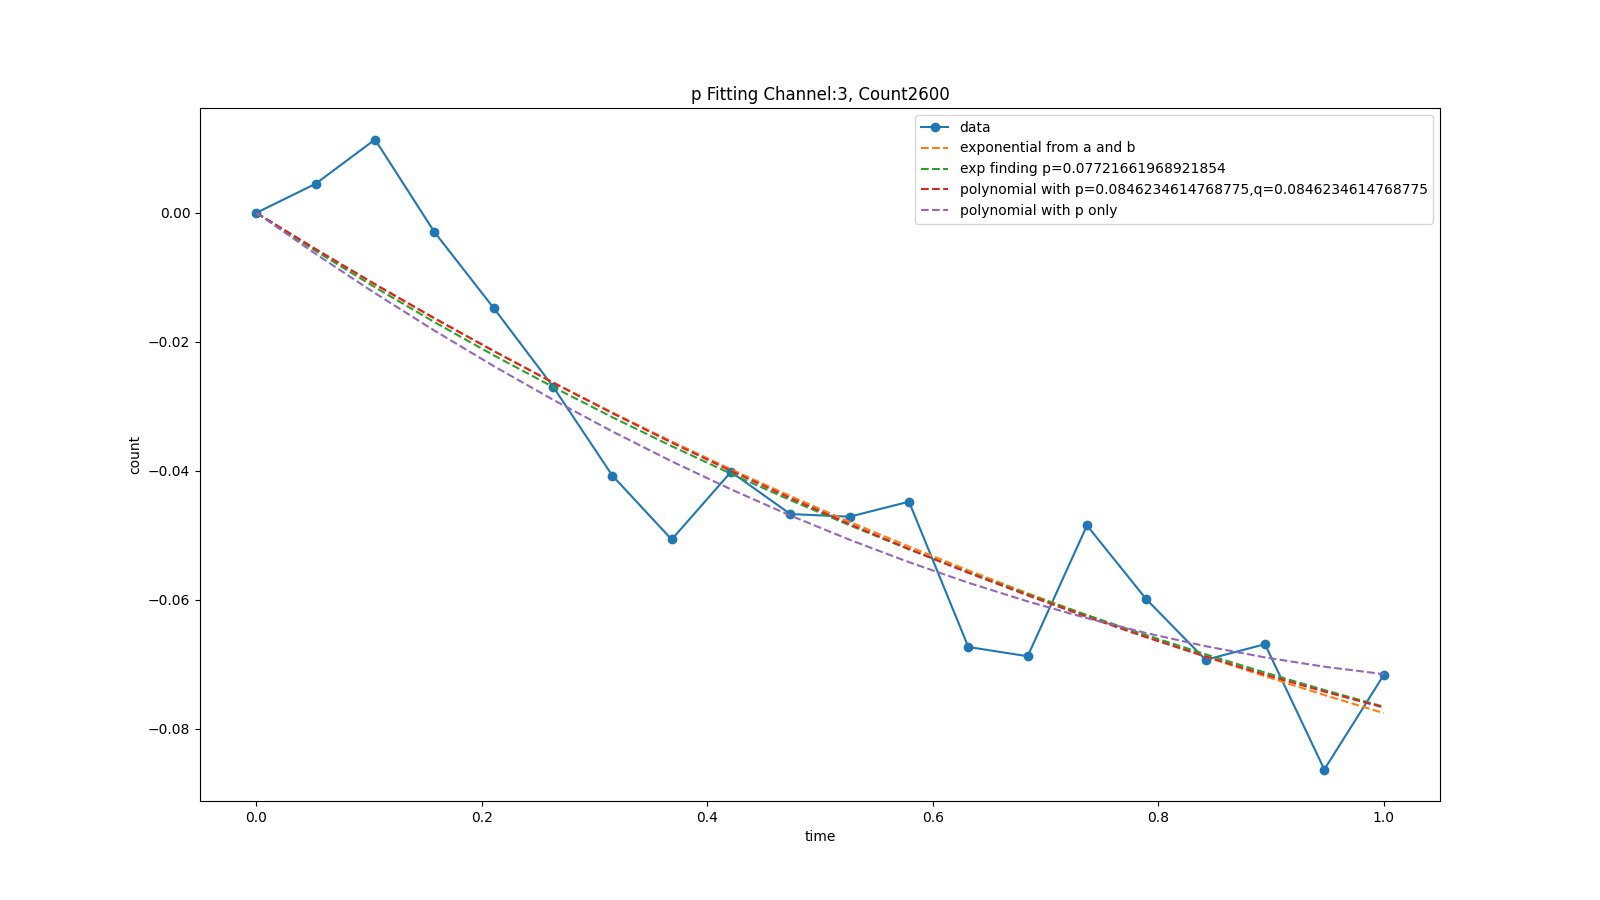 p Fitting Channel:3, Count2600
data
exponential from a and b
exp finding p=0.07721661968921854
polynomial with p=0.0846234614768775,q=0.0846234614768775
polynomial with p only
0.00
−0.02
−0.04
−0.06
−0.08
count
0.0 0.2 0.4 0.6 0.8 1.0
time